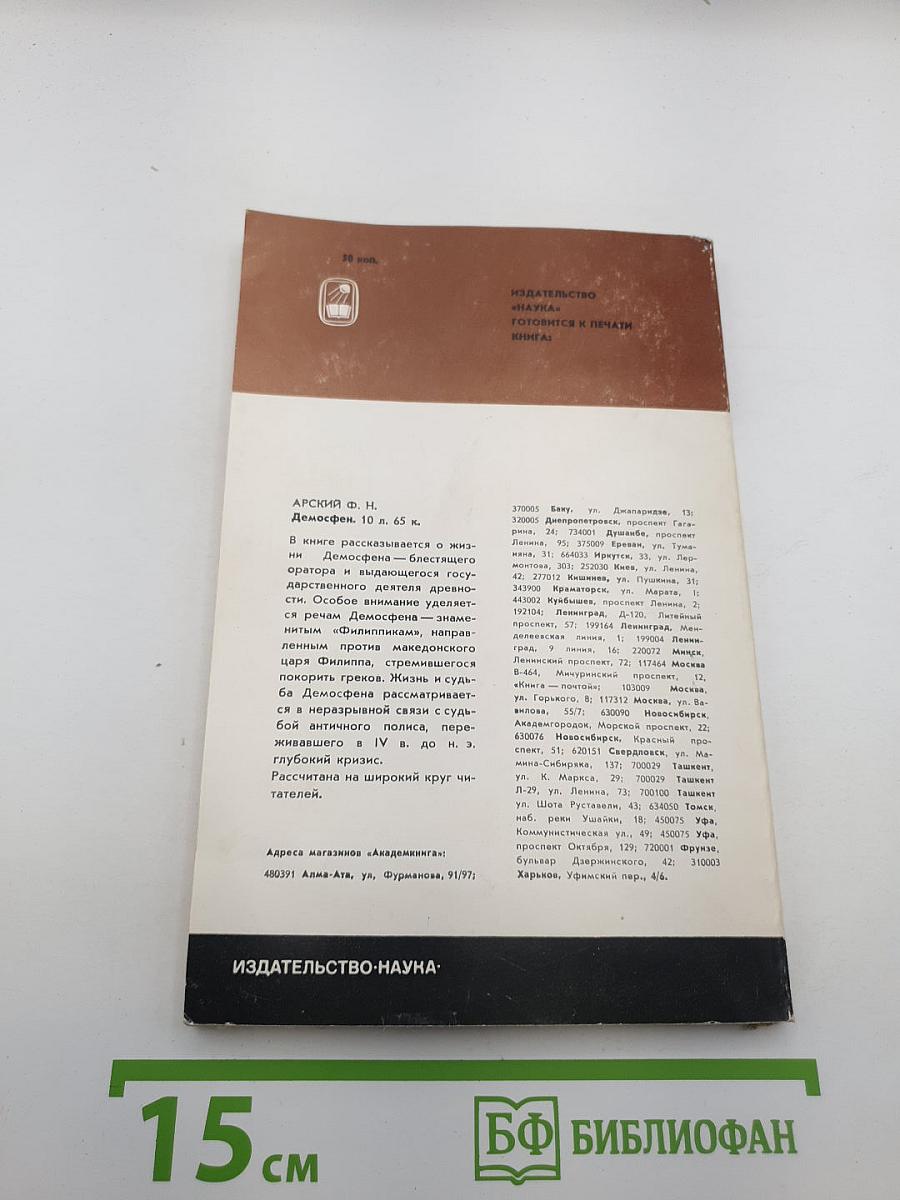 50 коп.
ИЗДАТЕЛЬСТВО
«НАУКА»
ГОТОВИТСЯ К ПЕЧАТИ
КНИГА:
АРСКИЙ Ф. Н.
Демосфен. 10 л. 65 к.
В книге рассказывается о жиз-
ни Демосфена — блестящего
оратора и выдающегося госу-
дарственного деятеля древно-
сти. Особое внимание уделяет-
ся речам Демосфена — знаме-
нитым «Филиппикам», направ-
ленным против македонского
царя Филиппа, стремившегося
покорить греков. Жизнь и судь-
ба Демосфена рассматривает-
ся в неразрывной связи с судь-
бой античного полиса, пере-
живавшего в IV в. до н. э.
глубокий кризис.
Рассчитана на широкий круг чи-
тателей.
Адреса магазинов «Академкнига»:
480391 Алма-Ата, ул, Фурманова, 91/97;
370005 Баку, ул. Джапаридзе, 13;
320005 Днепропетровск, проспект Гага-
рина, 24; 734001 Душанбе, проспект
Ленина, 95; 375009 Ереван, ул. Тума-
няна, 31; 664033 Иркутск, 33, ул. Лер-
монтова, 303; 252030 Киев, ул. Ленина,
42; 277012 Кишинев, ул. Пушкина, 31;
343900 Краматорск, ул. Марата, 1;
443002 Куйбышев, проспект Ленина, 2;
192104; Ленинград, Д-120, Литейный
проспект, 57; 199164 Ленинград, Мен-
делеевская линия, 1; 199004 Ленин-
град, 9 линия, 16; 220072 Минск,
Ленинский проспект, 72; 117464 Москва
В-464, Мичуринский проспект, 12,
«Книга — почтой»; 103009 Москва,
ул. Горького, 8; 117312 Москва, ул. Ва-
вилова, 55/7; 630090 Новосибирск,
Академгородок, Морской проспект, 22;
630076 Новосибирск, Красный про-
спект, 51; 620151 Свердловск, ул. Ма-
мина-Сибиряка, 137; 700029 Ташкент,
ул. К. Маркса, 29; 700029 Ташкент
Л-29, ул. Ленина, 73; 700100 Ташкент
ул. Шота Руставели, 43; 634050 Томск,
наб. реки Ушайки, 18; 450075 Уфа,
Коммунистическая ул., 49; 450075 Уфа,
проспект Октября, 129; 720001 Фрунзе,
бульвар Дзержинского, 42; 310003
Харьков, Уфимский пер., 4/6.
ИЗДАТЕЛЬСТВО·НАУКА·
15 см
БФ БИБЛИОФАН